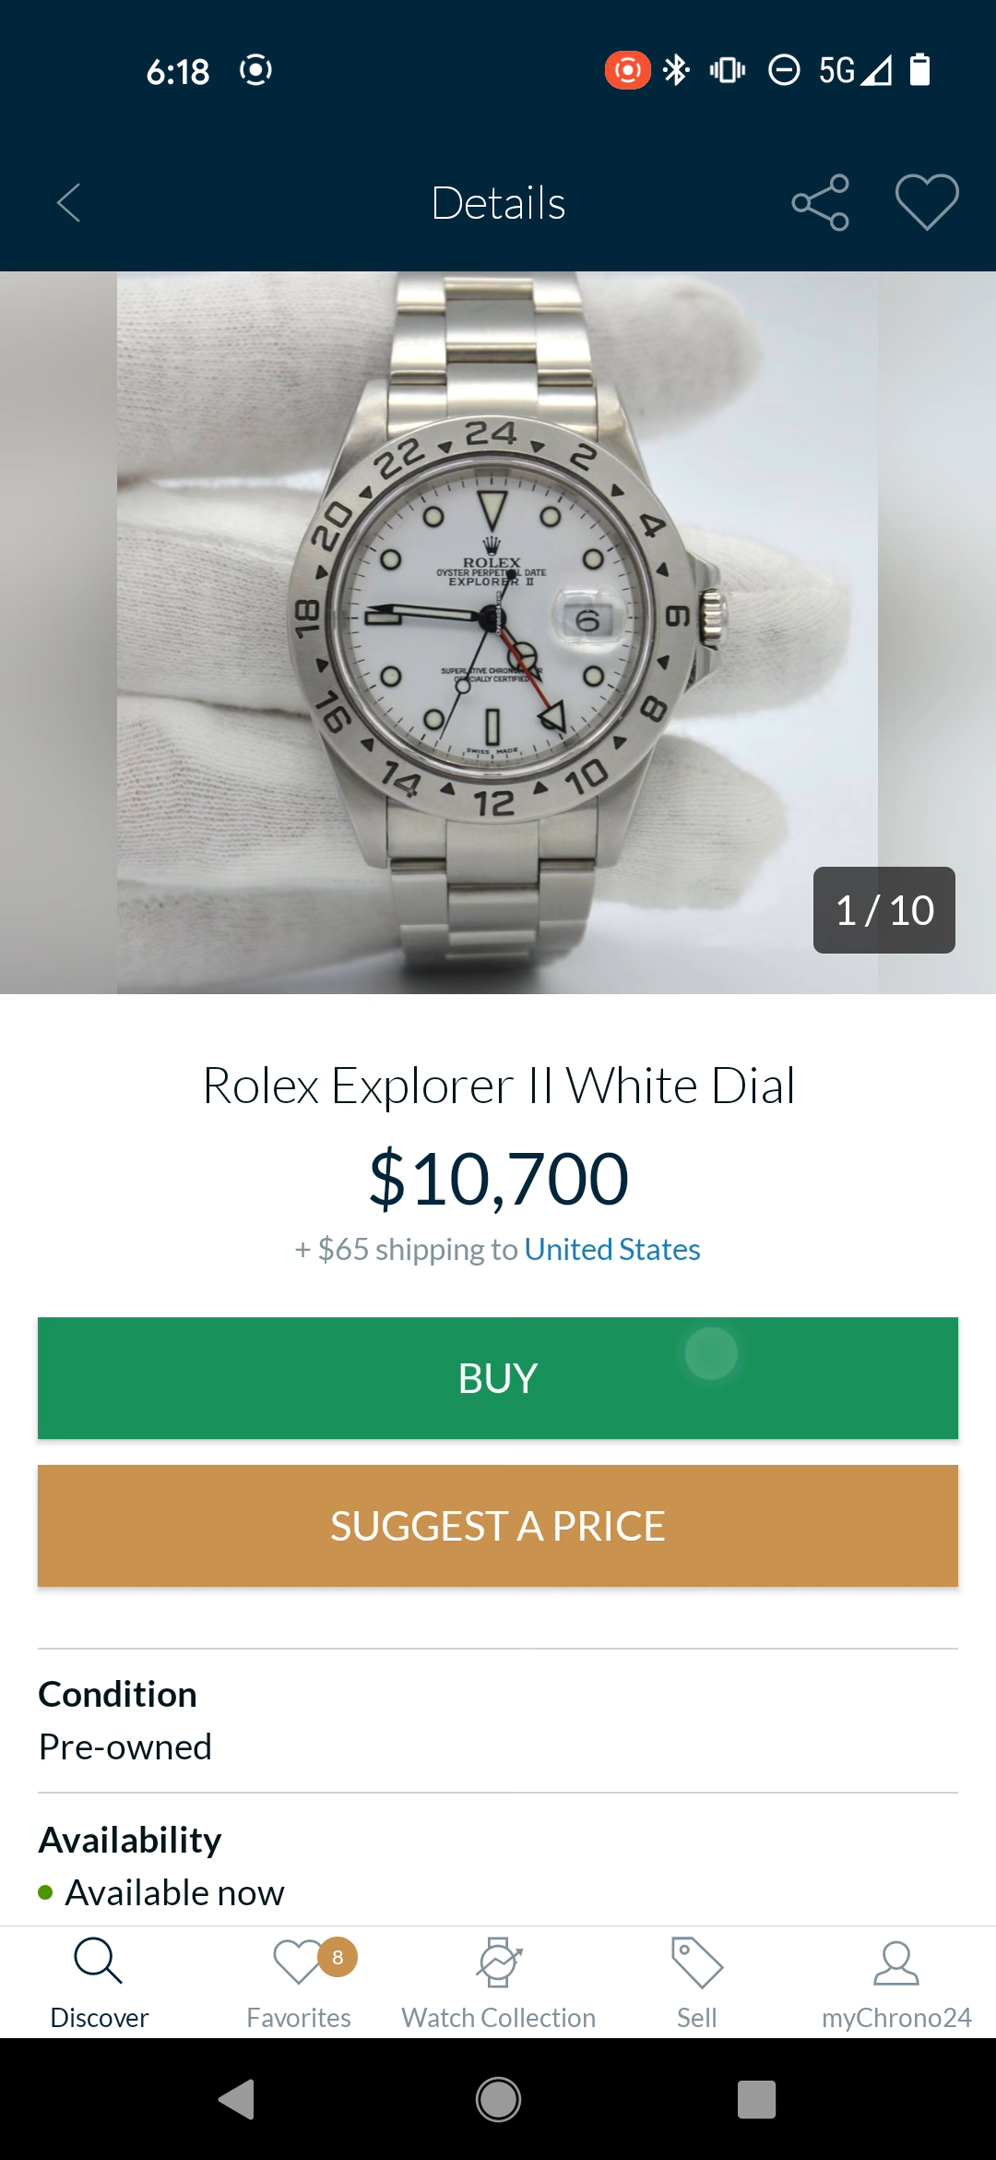 6:18
5G
Details
24
22
2
20
4
ROLEX
OYSTER PERPETUAL DATE
EXPLORER II
18
6
6
SUPERLATIVE CHRONOMETER
OFFICIALLY CERTIFIED
16
8
SWISS MADE
14
10
12
1 / 10
Rolex Explorer II White Dial
$10,700
+ $65 shipping to United States
BUY
SUGGEST A PRICE
Condition
Pre-owned
Availability
Available now
8
Discover
Favorites
Watch Collection
Sell
myChrono24